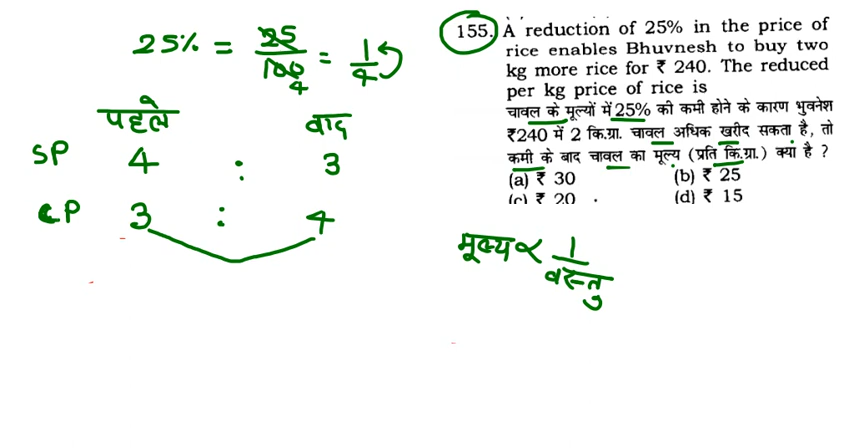 25% = 25/100 4 = 1/4
पहले बाद
SP 4 : 3
CP 3 : 4
155. A reduction of 25% in the price of
rice enables Bhuvnesh to buy two
kg more rice for ₹ 240. The reduced
per kg price of rice is
चावल के मूल्यों में 25% की कमी होने के कारण भुवनेश
₹240 में 2 कि.ग्रा. चावल अधिक खरीद सकता है, तो
कमी के बाद चावल का मूल्य (प्रति कि.ग्रा.) क्या है ?
(a) ₹ 30 (b) ₹ 25
(c) ₹ 20 (d) ₹ 15
मूल्य ∝ 1/वस्तु